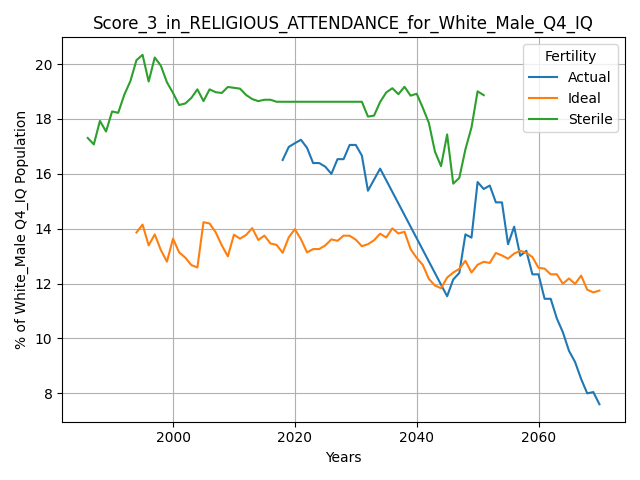 Score_3_in_RELIGIOUS_ATTENDANCE_for_White_Male_Q4_IQ
% of White_Male Q4_IQ Population
20
18
16
14
12
10
8
Fertility
Actual
Ideal
Sterile
2000
2020
2040
2060
Years